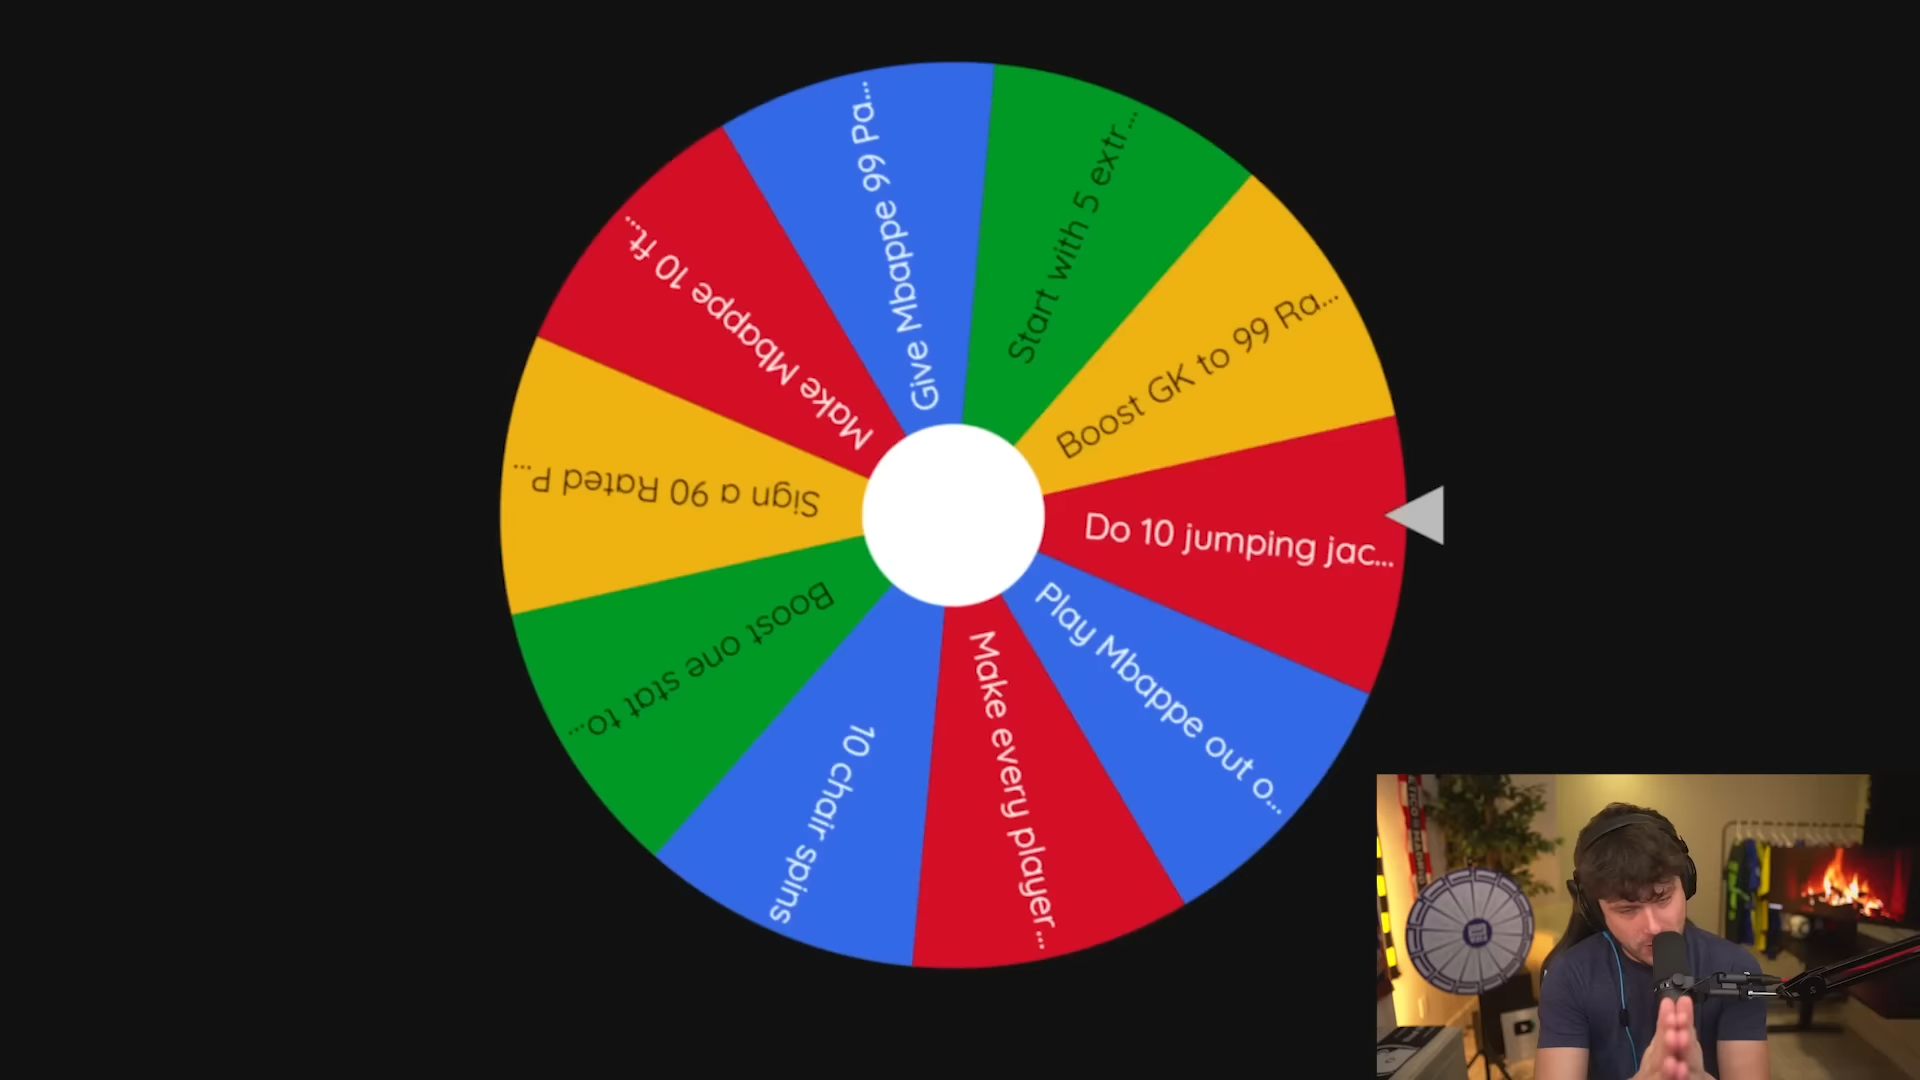 Give Mbappe 99 Pa...
Start with 5 extr...
Boost GK to 99 Ra...
Do 10 jumping jac...
Play Mbappe out o...
Make every player...
10 chair spins
Boost one stat to...
Sign a 90 Rated P...
Make Mbappe 10 ft...